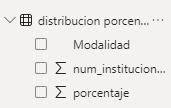 distribucion porcen...
Modalidad
num_institucion...
porcentaje